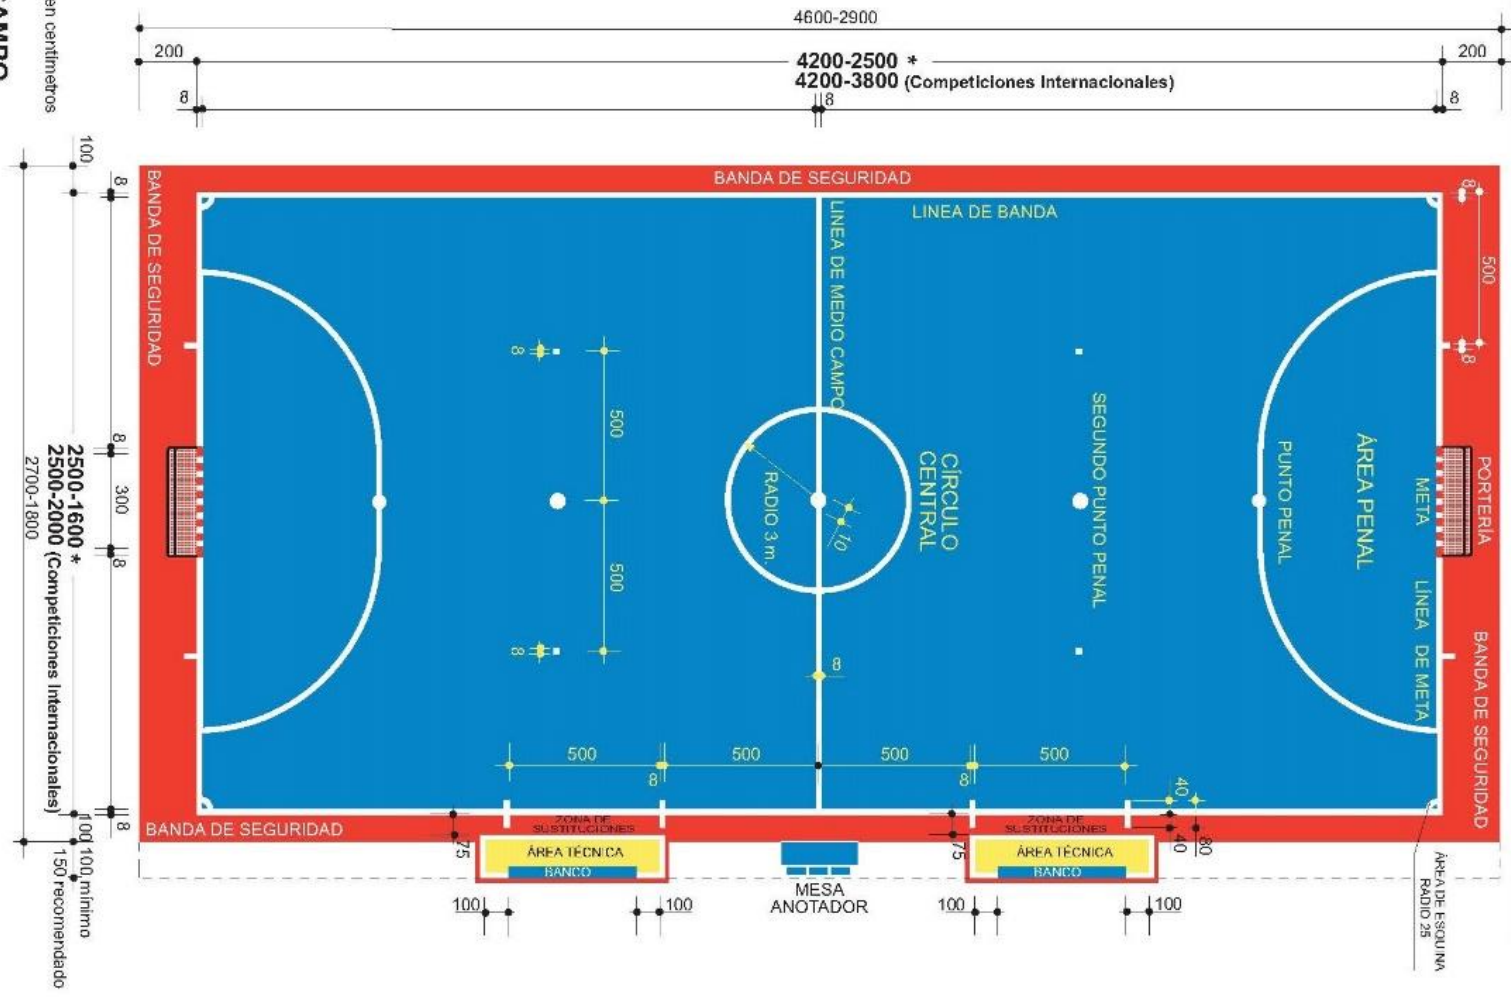 4600-2900
200
4200-2500 *
200
4200-3800 (Competiciones Internacionales)
8
8
8
en centímetros
CAMPO
100
8
BANDA DE SEGURIDAD
BANDA DE SEGURIDAD
LINEA DE BANDA
LINEA DE MEDIO CAMPO
8
500
8
8
500
500
8
SEGUNDO PUNTO PENAL
CÍRCULO
CENTRAL
RADIO 3 m.
10
PUNTO PENAL
ÁREA PENAL
META
PORTERÍA
LÍNEA DE META
BANDA DE SEGURIDAD
8
300
8
2500-1600 *
2500-2000 (Competiciones Internacionales)
2700-1800
8
500
500
500
500
8
8
40
40
80
8
100
100 mínimo
150 recomendado
BANDA DE SEGURIDAD
75
ZONA DE
SUSTITUCIONES
ÁREA TÉCNICA
BANCO
100
100
MESA
ANOTADOR
75
ZONA DE
SUSTITUCIONES
ÁREA TÉCNICA
BANCO
100
100
ÁREA DE ESQUINA
RADIO 25